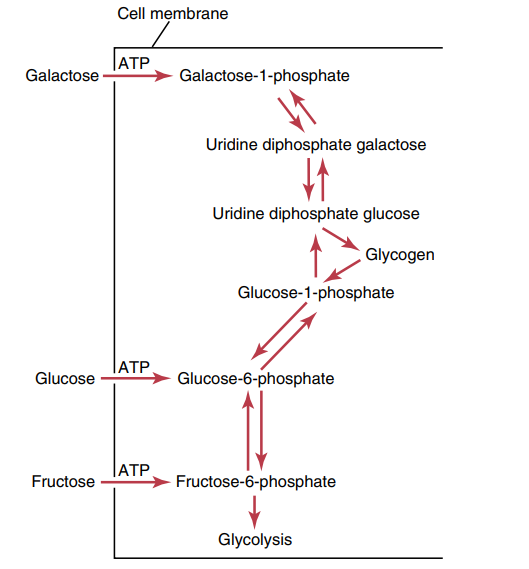 Cell membrane
ATP
Galactose
Galactose-1-phosphate
Uridine diphosphate galactose
Uridine diphosphate glucose
Glycogen
Glucose-1-phosphate
ATP
Glucose
Glucose-6-phosphate
ATP
Fructose
Fructose-6-phosphate
Glycolysis